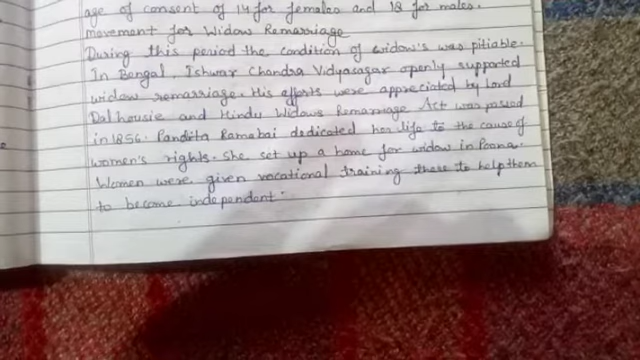 age of consent of 14 for females and 18 for males.
movement for Widow Remarriage
During this period the condition of widow's was pitiable.
In Bengal, Ishwar Chandra Vidyasagar openly supported
widow remarriage. His efforts were appreciated by Lord
Dalhousie and Hindu Widows Remarriage Act was passed
in 1856. Pandita Ramabai dedicated her life to the cause of
women's rights. She set up a home for widow in Poona.
Women were given vocational training there to help them
to become independent.